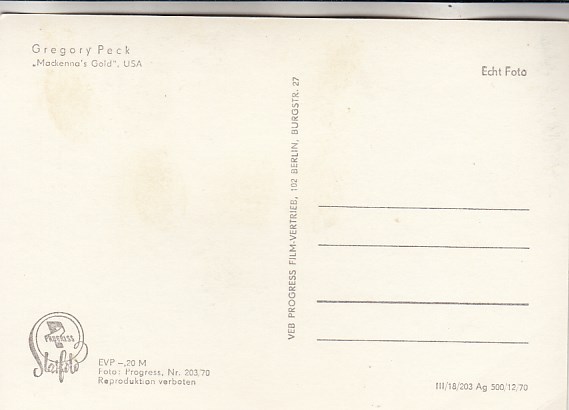 Gregory Peck
„Mackenna's Gold", USA
Echt Foto
VEB PROGRESS FILM-VERTRIEB, 102 BERLIN, BURGSTR. 27
Progress
Starfoto
EVP –,20 M
Foto: Progress, Nr. 203/70
Reproduktion verboten
III/18/203 Ag 500/12/70